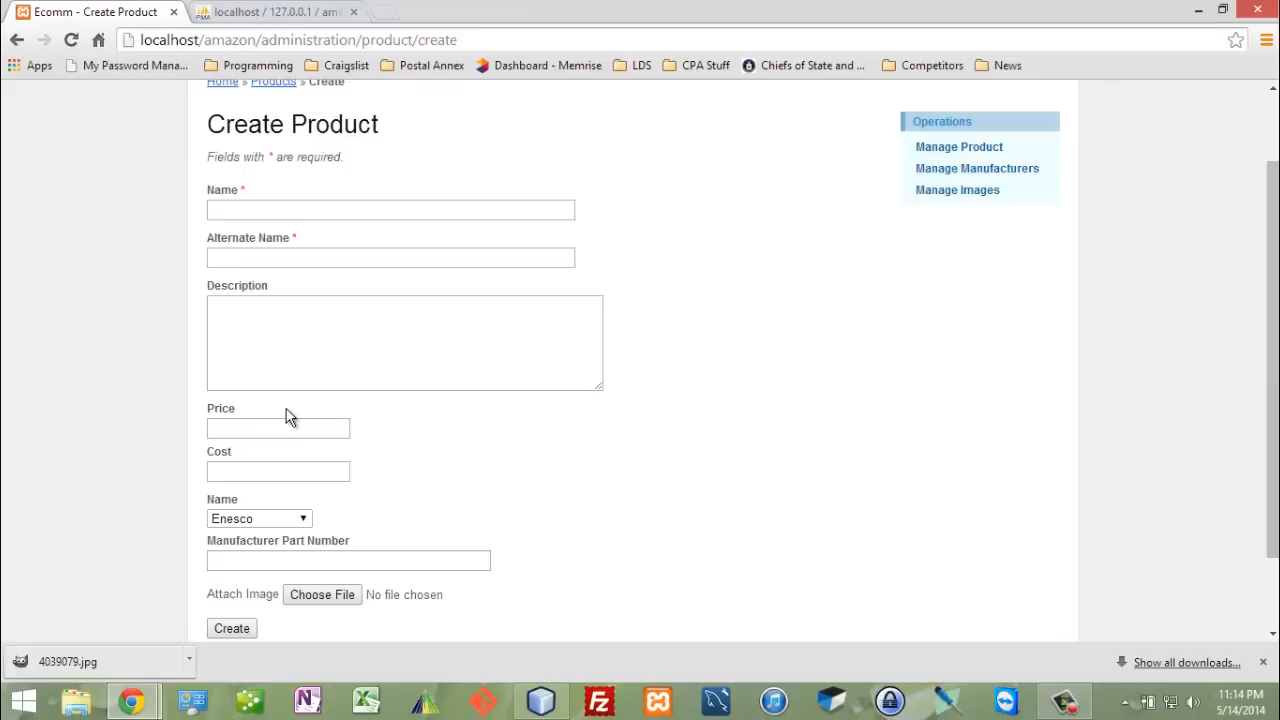 Ecomm - Create Product
localhost / 127.0.0.1 / ama
localhost/amazon/administration/product/create
Apps
My Password Mana...
Programming
Craigslist
Postal Annex
Dashboard - Memrise
LDS
CPA Stuff
Chiefs of State and ...
Competitors
News
Home » Products » Create
Create Product
Operations
Manage Product
Manage Manufacturers
Manage Images
Fields with * are required.
Name *
Alternate Name *
Description
Price
Cost
Name
Enesco
Manufacturer Part Number
Attach Image Choose File No file chosen
Create
4039079.jpg
Show all downloads...
11:14 PM
5/14/2014